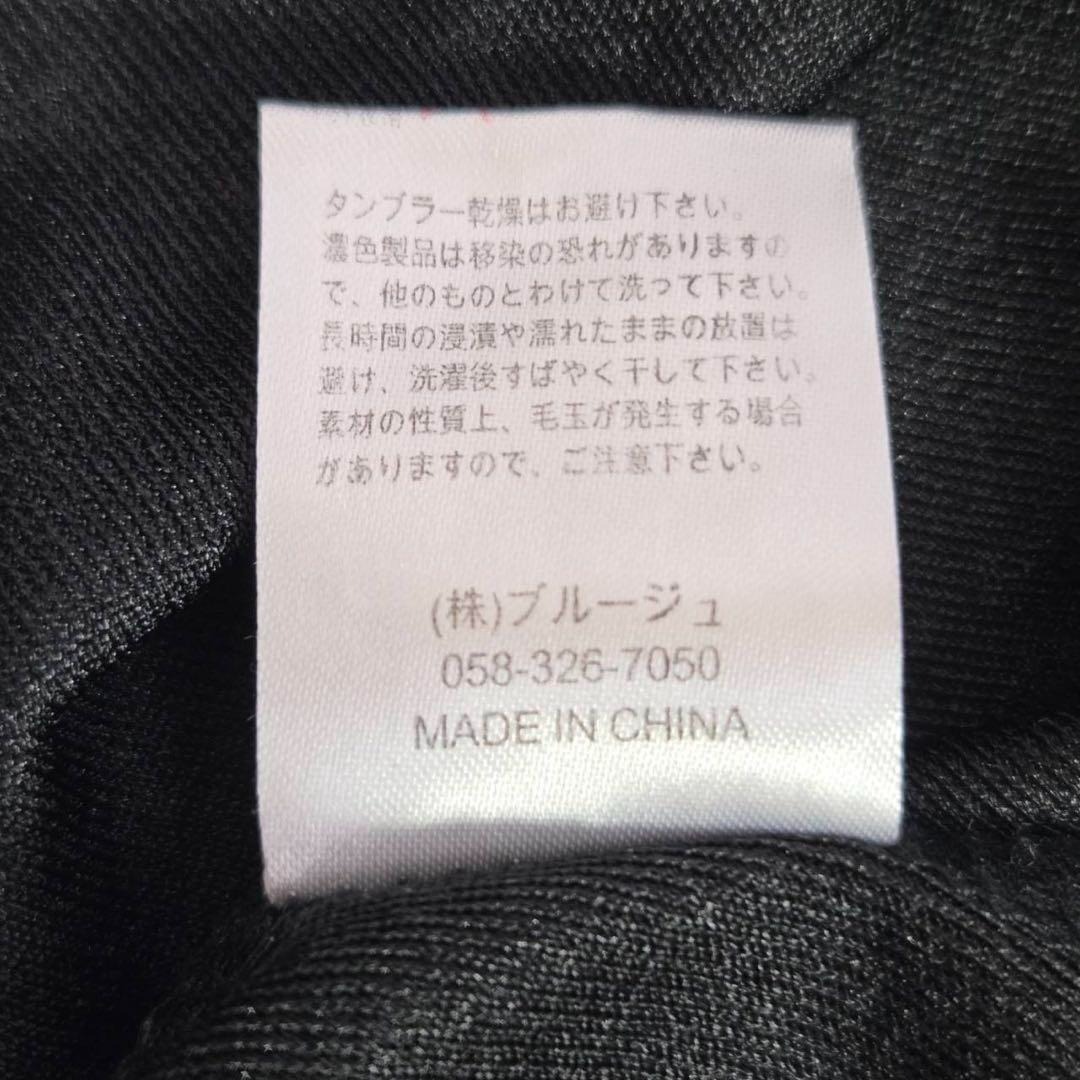 タンブラー乾燥はお避け下さい。
濃色製品は移染の恐れがありますの
で、他のものとわけて洗って下さい。
長時間の浸漬や濡れたままの放置は
避け、洗濯後すばやく干して下さい。
素材の性質上、毛玉が発生する場合
がありますので、ご注意下さい。
(株)ブルージュ
058-326-7050
MADE IN CHINA